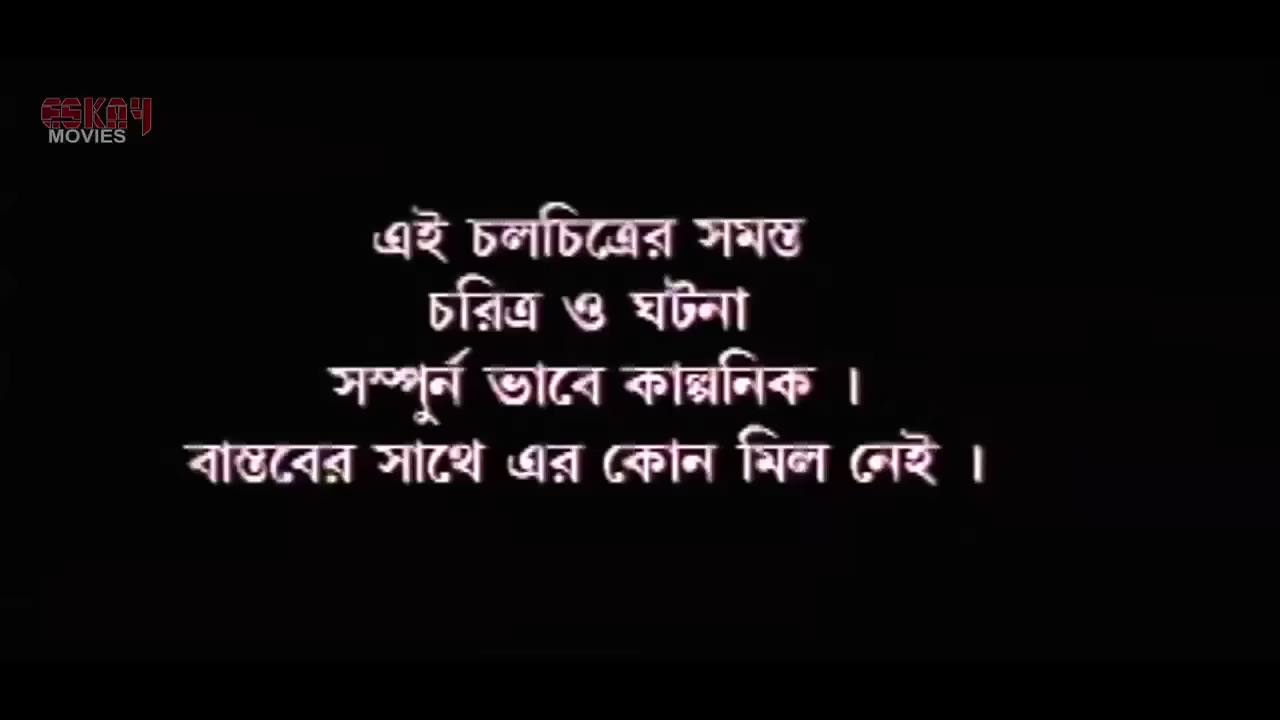 ESKAY
MOVIES
এই চলচিত্রের সমস্ত
চরিত্র ও ঘটনা
সম্পুর্ন ভাবে কাল্পনিক ।
বাস্তবের সাথে এর কোন মিল নেই ।